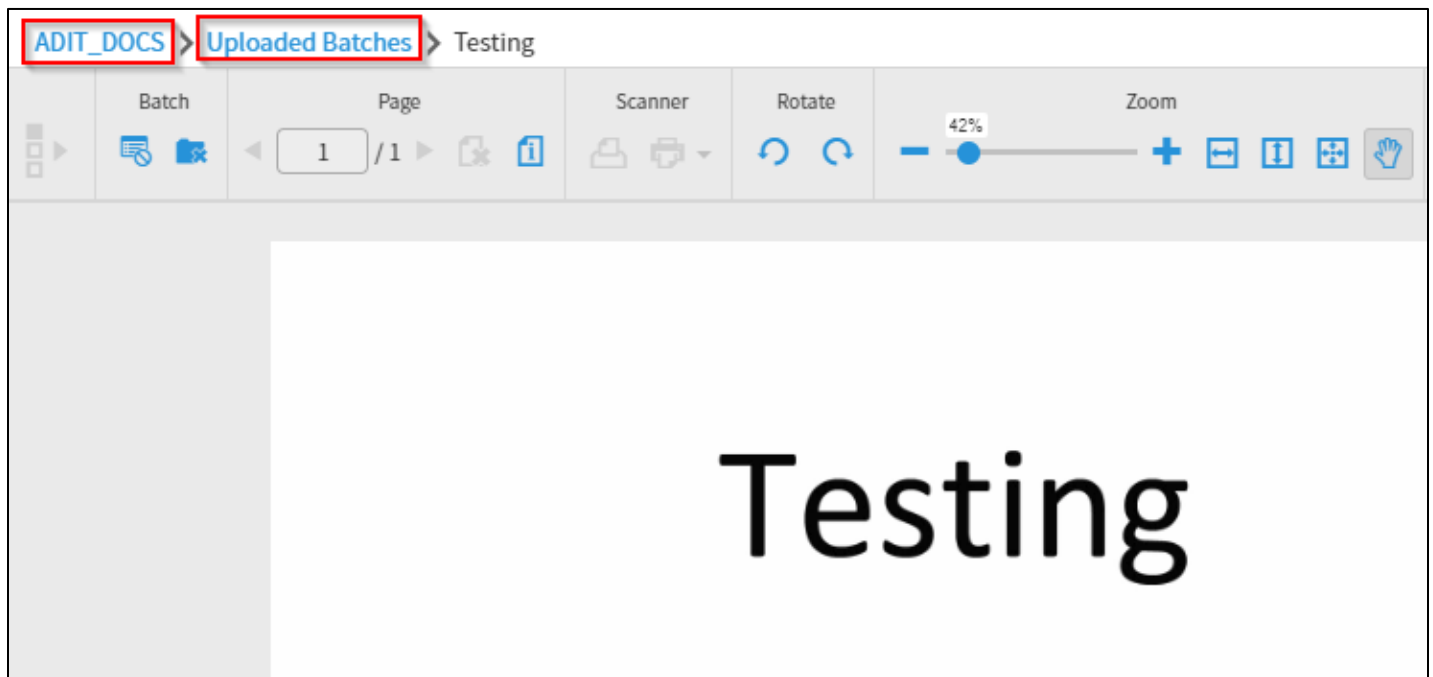 ADIT_DOCS > Uploaded Batches > Testing
Batch Page Scanner Rotate Zoom
42%
1 / 1
Testing